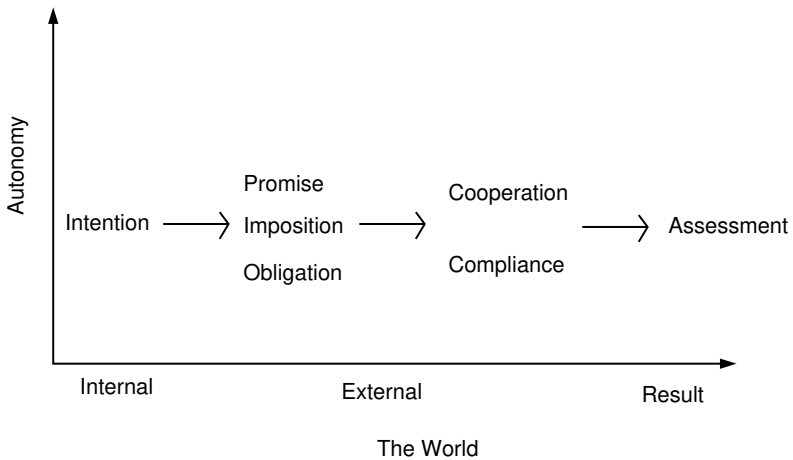 Autonomy
Promise
Cooperation
Intention
Imposition
Assessment
Obligation
Compliance
Internal
External
Result
The World